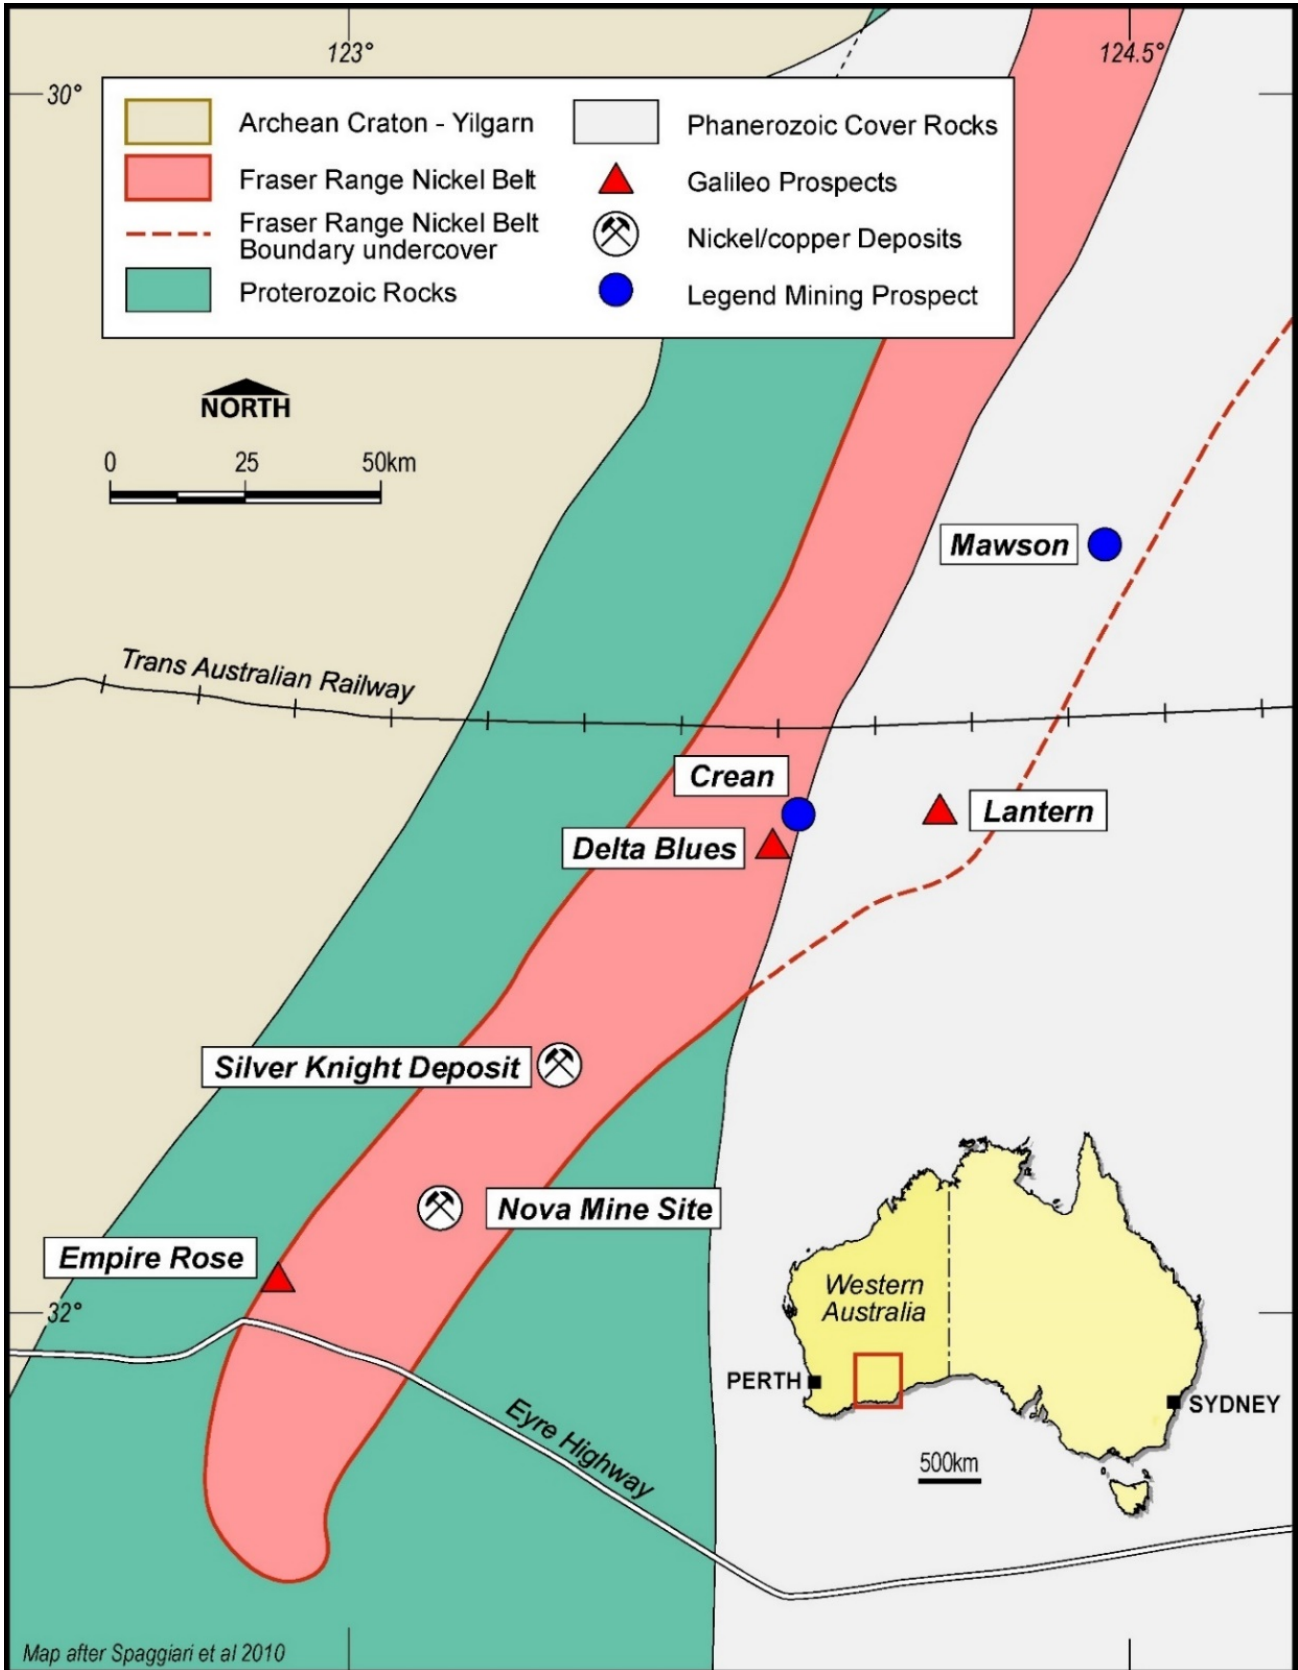 123°
124.5°
30°
Archean Craton - Yilgarn
Fraser Range Nickel Belt
Fraser Range Nickel Belt
Boundary undercover
Proterozoic Rocks
Phanerozoic Cover Rocks
Galileo Prospects
Nickel/copper Deposits
Legend Mining Prospect
NORTH
0 25 50km
Mawson
Trans Australian Railway
Crean
Lantern
Delta Blues
Silver Knight Deposit
Nova Mine Site
Empire Rose
32°
Western
Australia
PERTH
SYDNEY
Eyre Highway
500km
Map after Spaggiari et al 2010